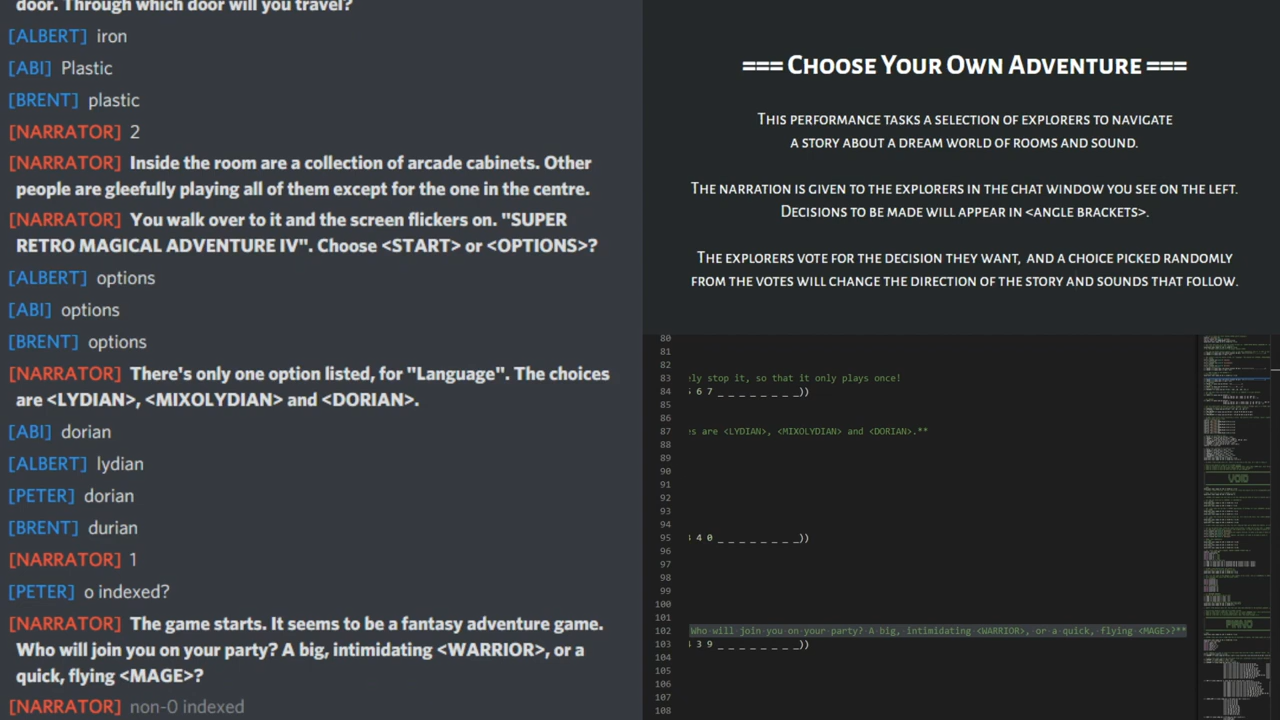 door. Through which door will you travel?
[ALBERT] iron
[ABI] Plastic
[BRENT] plastic
[NARRATOR] 2
[NARRATOR] Inside the room are a collection of arcade cabinets. Other
people are gleefully playing all of them except for the one in the centre.
[NARRATOR] You walk over to it and the screen flickers on. "SUPER
RETRO MAGICAL ADVENTURE IV". Choose <START> or <OPTIONS>?
[ALBERT] options
[ABI] options
[BRENT] options
[NARRATOR] There's only one option listed, for "Language". The choices
are <LYDIAN>, <MIXOLYDIAN> and <DORIAN>.
[ABI] dorian
[ALBERT] lydian
[PETER] dorian
[BRENT] durian
[NARRATOR] 1
[PETER] o indexed?
[NARRATOR] The game starts. It seems to be a fantasy adventure game.
Who will join you on your party? A big, intimidating <WARRIOR>, or a
quick, flying <MAGE>?
[NARRATOR] non-0 indexed
=== CHOOSE YOUR OWN ADVENTURE ===
THIS PERFORMANCE TASKS A SELECTION OF EXPLORERS TO NAVIGATE
A STORY ABOUT A DREAM WORLD OF ROOMS AND SOUND.
THE NARRATION IS GIVEN TO THE EXPLORERS IN THE CHAT WINDOW YOU SEE ON THE LEFT.
DECISIONS TO BE MADE WILL APPEAR IN <ANGLE BRACKETS>.
THE EXPLORERS VOTE FOR THE DECISION THEY WANT, AND A CHOICE PICKED RANDOMLY
FROM THE VOTES WILL CHANGE THE DIRECTION OF THE STORY AND SOUNDS THAT FOLLOW.
80
81
82
83 ely stop it, so that it only plays once!
84 6 7 _ _ _ _ _ _ _ _))
85
86
87 es are <LYDIAN>, <MIXOLYDIAN> and <DORIAN>.**
88
89
90
91
92
93
94
95 4 0 _ _ _ _ _ _ _ _))
96
97
98
99
100
101
102 Who will join you on your party? A big, intimidating <WARRIOR>, or a quick, flying <MAGE>?**
103 3 9 _ _ _ _ _ _ _ _))
104
105
106
107
108
VOID
PIANO